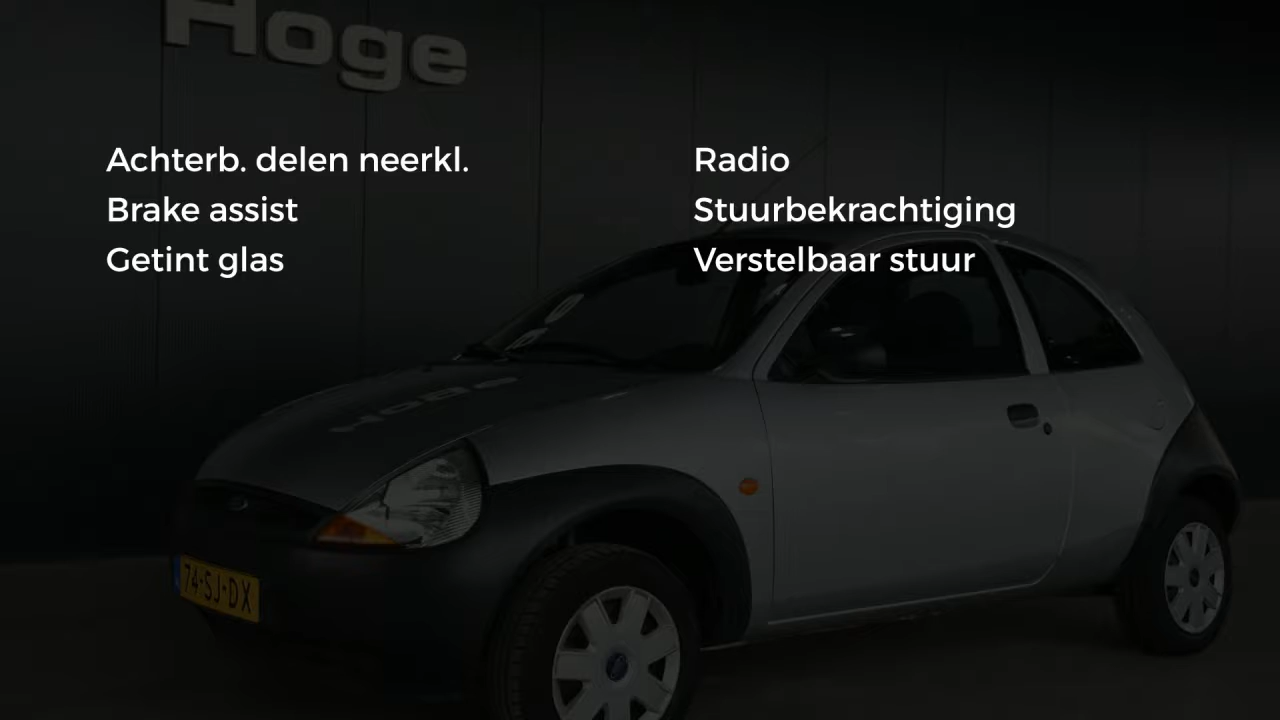 Hoge
Achterb. delen neerkl.
Brake assist
Getint glas
Radio
Stuurbekrachtiging
Verstelbaar stuur
74-SJ-DX